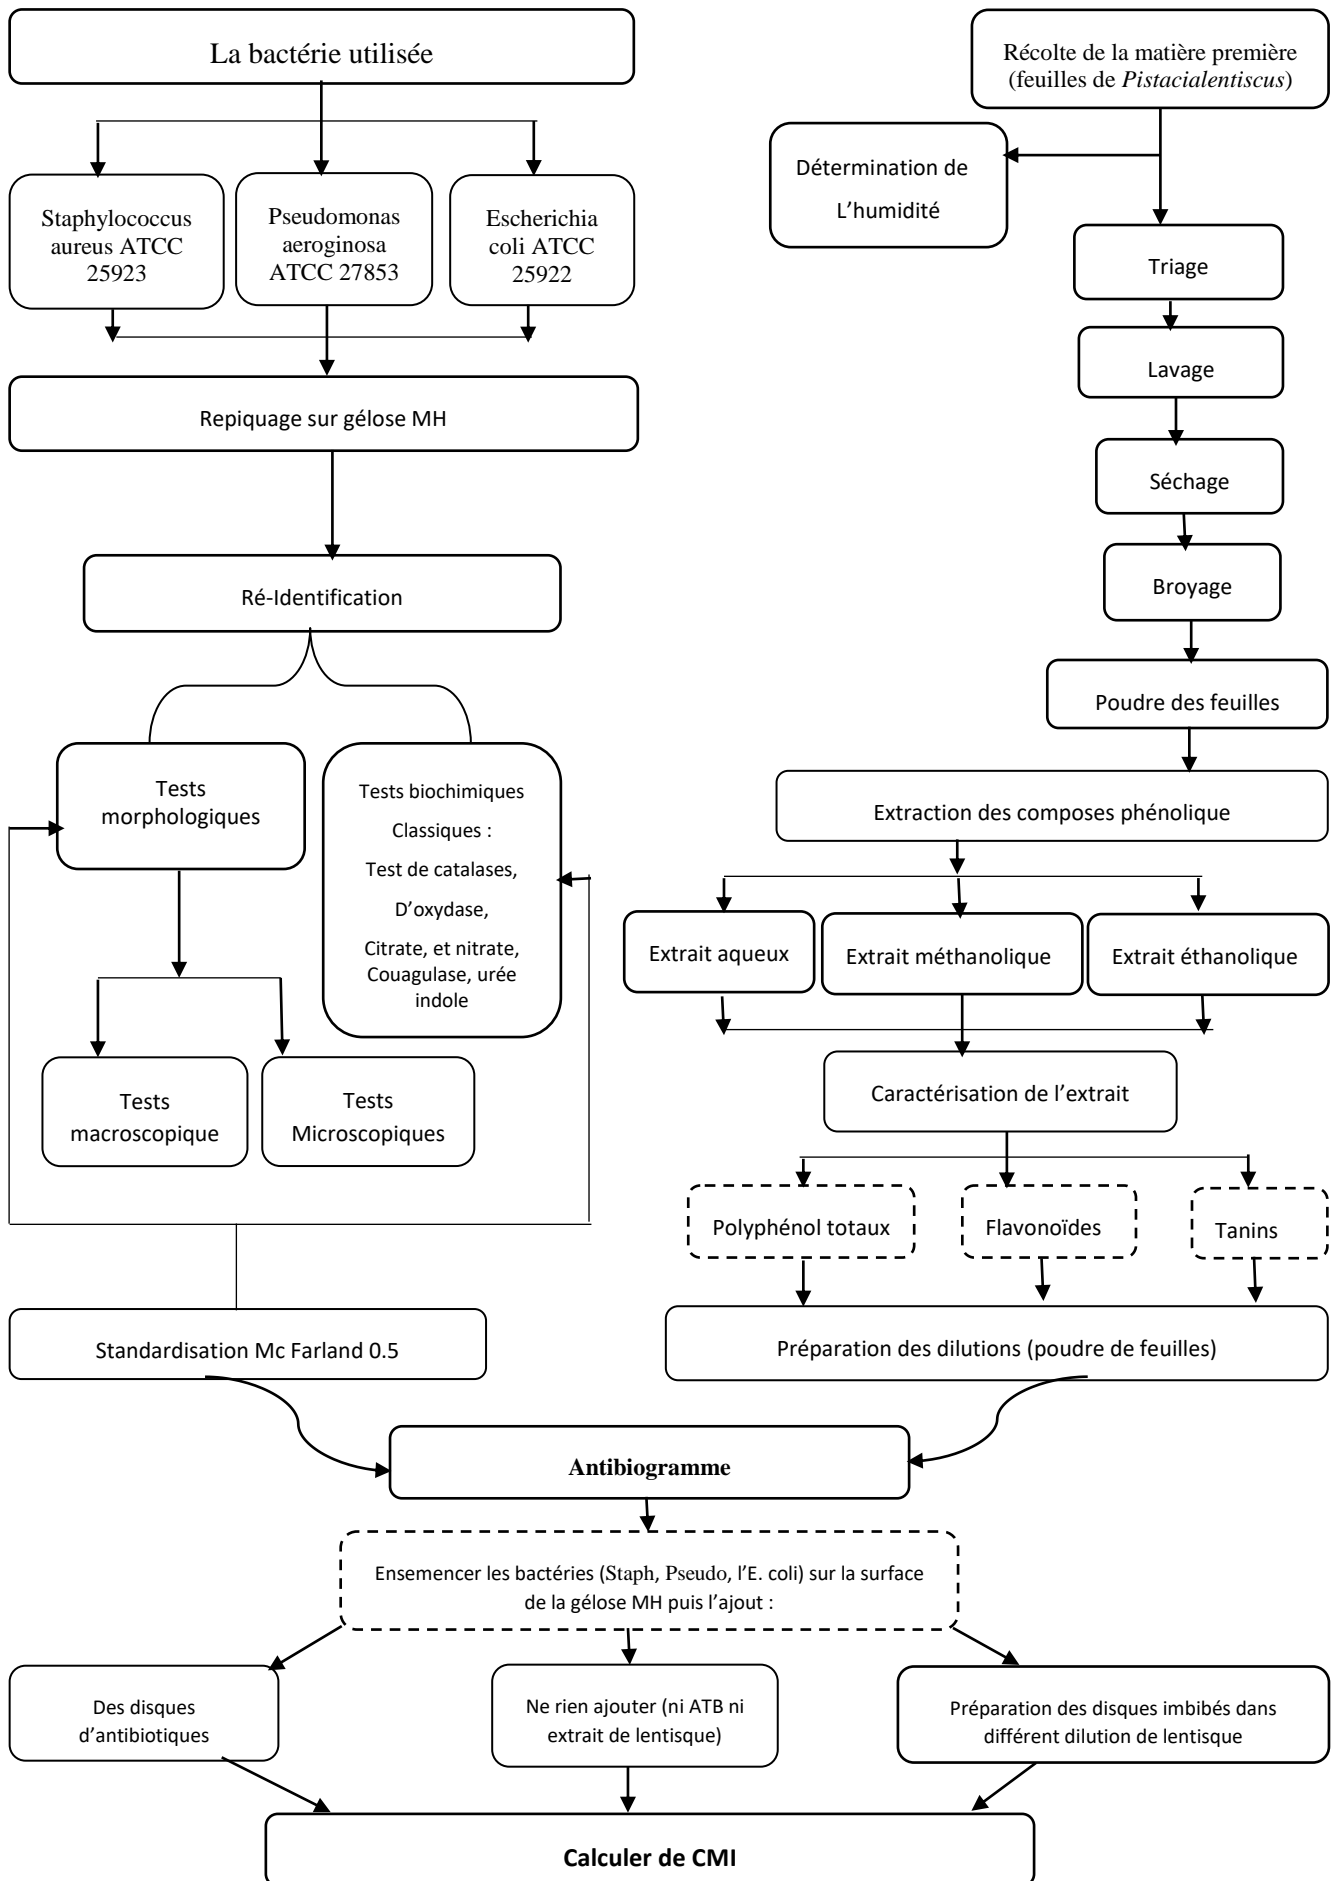 La bactérie utilisée
Staphylococcus
aureus ATCC
25923
Pseudomonas
aeroginosa
ATCC 27853
Escherichia
coli ATCC
25922
Repiquage sur gélose MH
Ré-Identification
Tests
morphologiques
Tests biochimiques
Classiques :
Test de catalases,
D’oxydase,
Citrate, et nitrate,
Couagulase, urée
indole
Tests
macroscopique
Tests
Microscopiques
Standardisation Mc Farland 0.5
Récolte de la matière première
(feuilles de Pistacialentiscus)
Détermination de
L’humidité
Triage
Lavage
Séchage
Broyage
Poudre des feuilles
Extraction des composes phénolique
Extrait aqueux
Extrait méthanolique
Extrait éthanolique
Caractérisation de l’extrait
Polyphénol totaux
Flavonoïdes
Tanins
Préparation des dilutions (poudre de feuilles)
Antibiogramme
Ensemencer les bactéries (Staph, Pseudo, l’E. coli) sur la surface
de la gélose MH puis l’ajout :
Des disques
d’antibiotiques
Ne rien ajouter (ni ATB ni
extrait de lentisque)
Préparation des disques imbibés dans
différent dilution de lentisque
Calculer de CMI